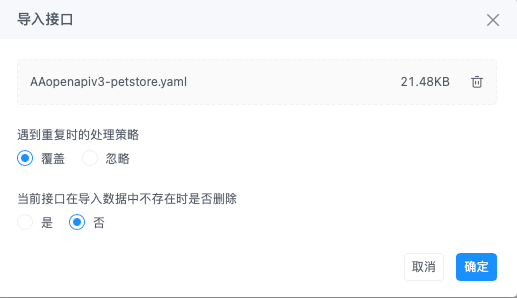 导入接口
AAopenapiv3-petstore.yaml 21.48KB
遇到重复时的处理策略
覆盖 忽略
当前接口在导入数据中不存在时是否删除
是 否
取消 确定